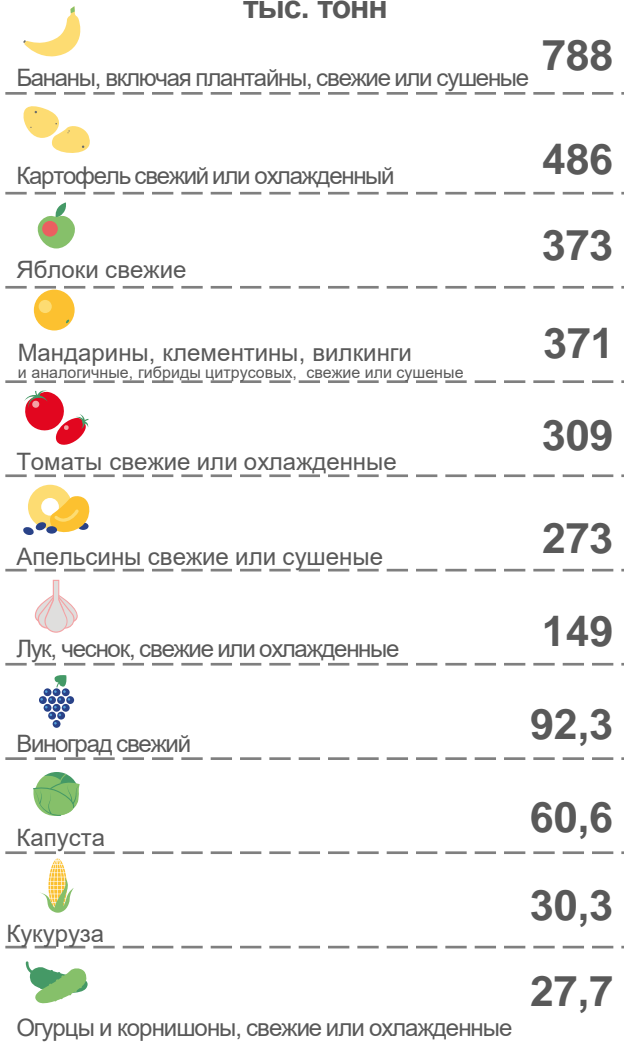 тыс. тонн
788
Бананы, включая плантайны, свежие или сушеные
486
Картофель свежий или охлажденный
373
Яблоки свежие
371
Мандарины, клементины, вилкинги
и аналогичные, гибриды цитрусовых, свежие или сушеные
309
Томаты свежие или охлажденные
273
Апельсины свежие или сушеные
149
Лук, чеснок, свежие или охлажденные
92,3
Виноград свежий
60,6
Капуста
30,3
Кукуруза
27,7
Огурцы и корнишоны, свежие или охлажденные